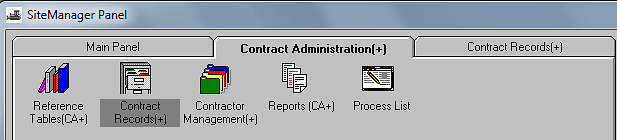 SiteManager Panel
Main Panel
Contract Administration(+)
Contract Records(+)
Reference
Tables(CA+)
Contract
Records(+)
Contractor
Management(+)
Reports (CA+)
Process List